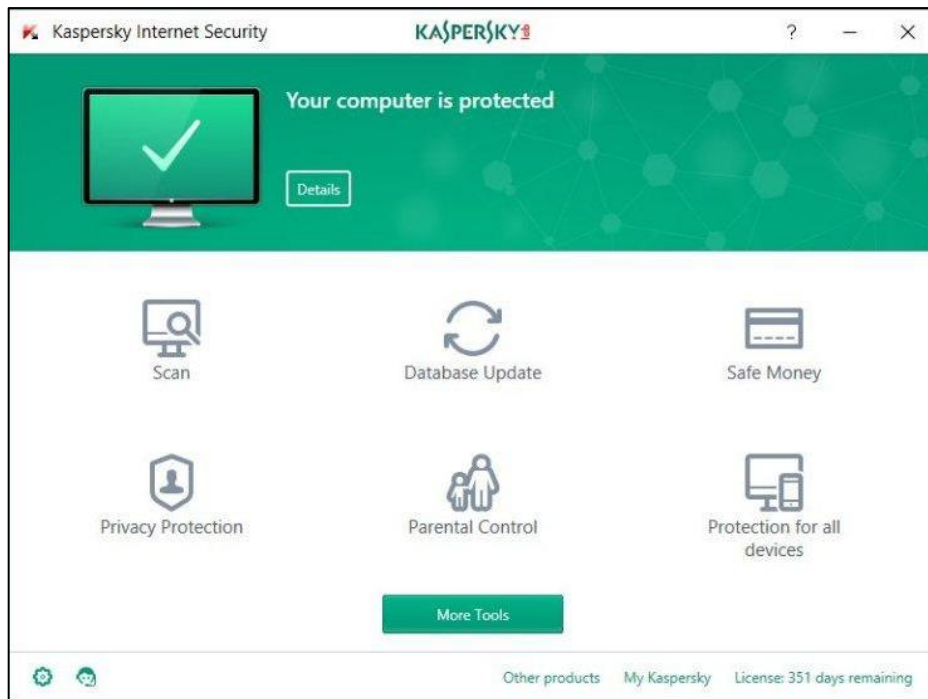 Kaspersky Internet Security
KASPERSKY
?
Your computer is protected
Details
Scan
Database Update
Safe Money
Privacy Protection
Parental Control
Protection for all
devices
More Tools
Other products
My Kaspersky
License: 351 days remaining